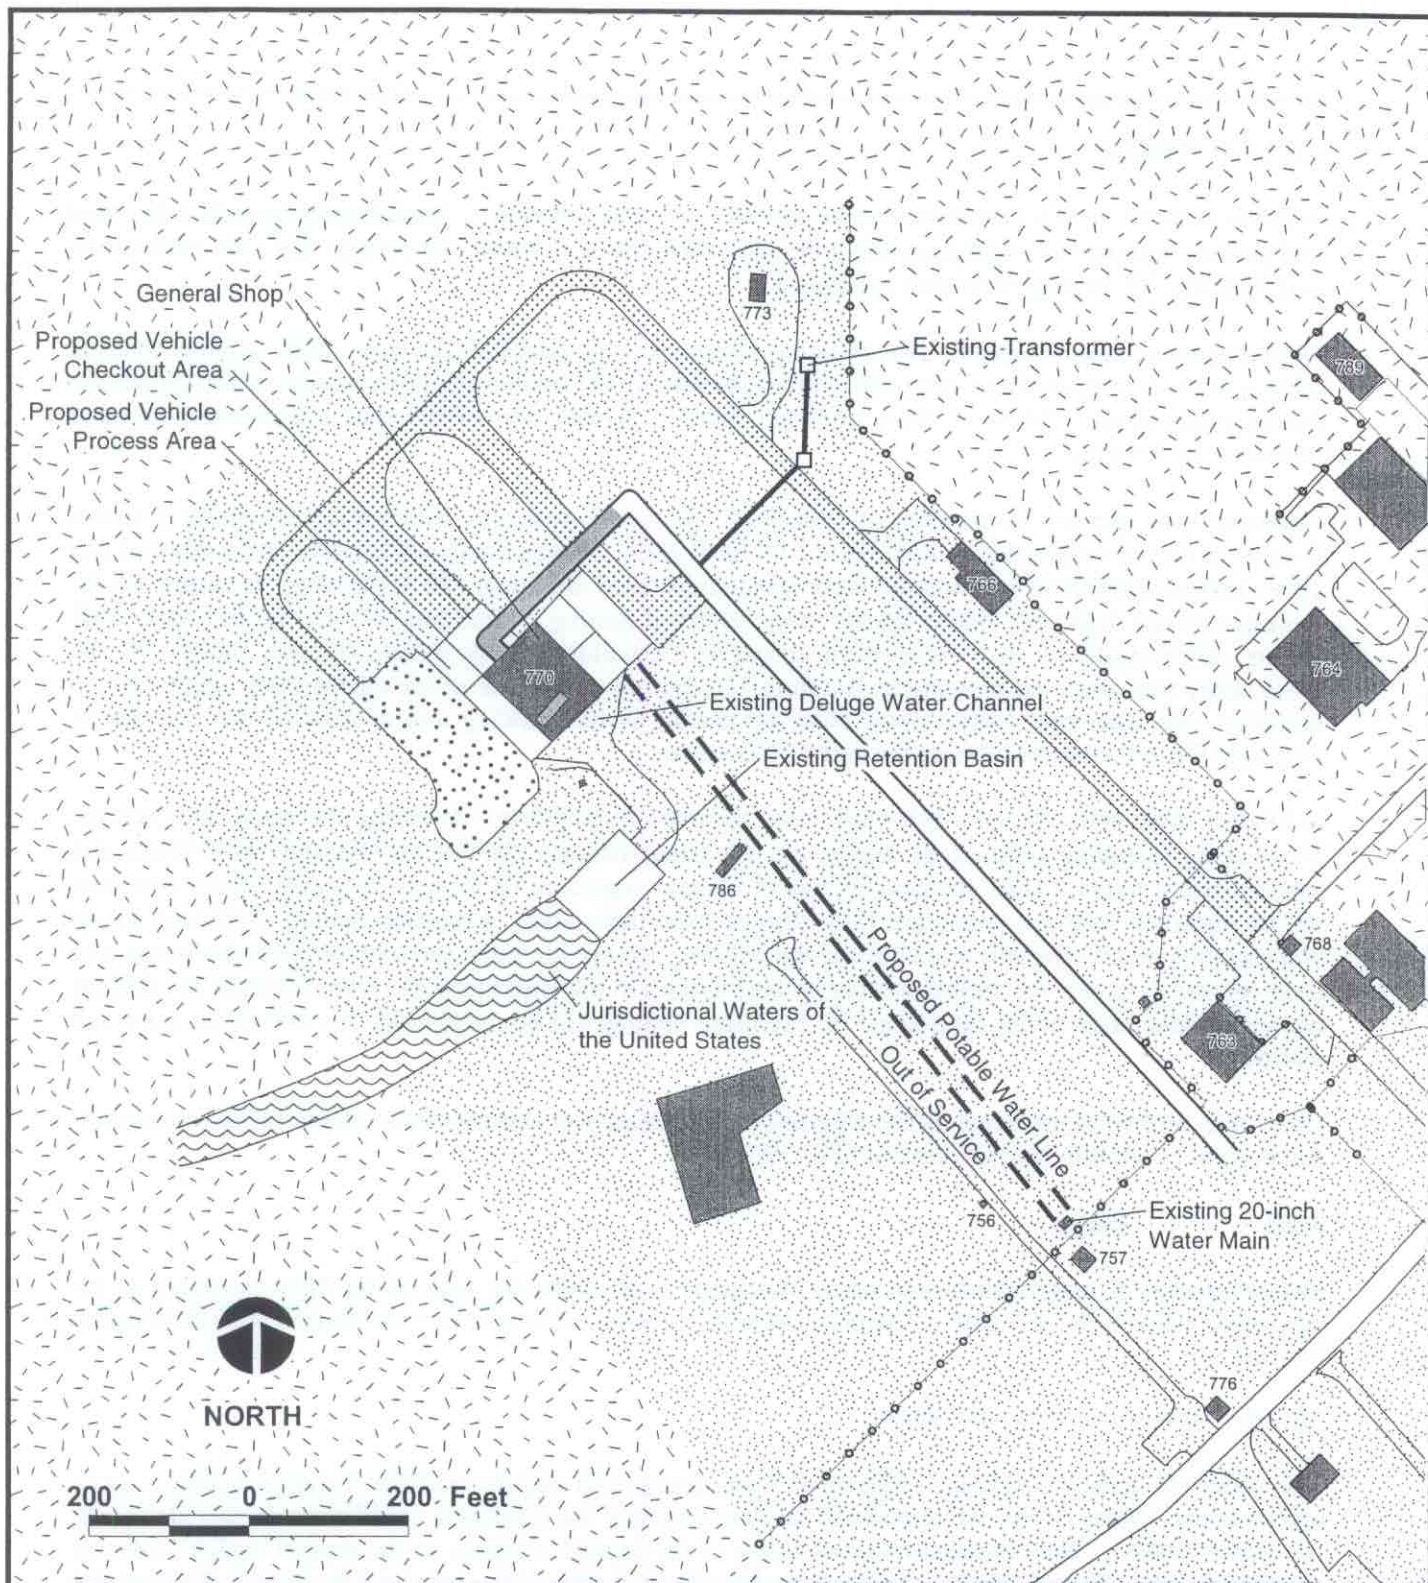 General Shop
773
Proposed Vehicle
Checkout Area
Existing Transformer
789
Proposed Vehicle
Process Area
766
764
770
Existing Deluge Water Channel
Existing Retention Basin
786
768
Jurisdictional Waters of
the United States
Proposed Potable Water Line
Out of Service
763
756
Existing 20-inch
Water Main
757
776
NORTH
200 0 200 Feet